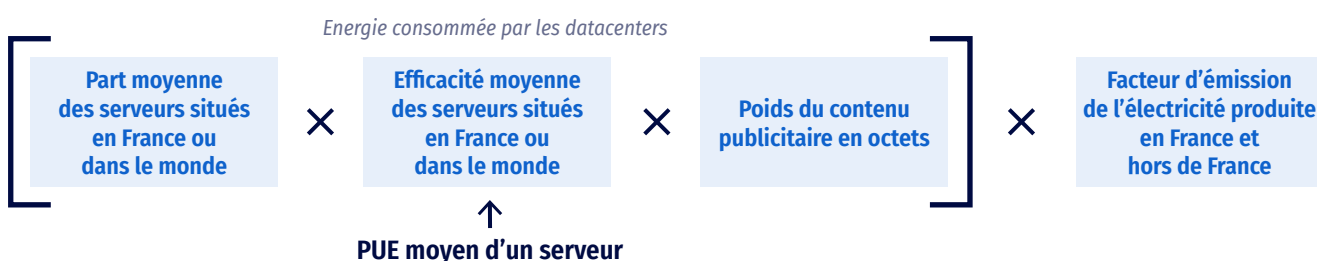 Energie consommée par les datacenters
Part moyenne
des serveurs situés
en France ou
dans le monde
×
Efficacité moyenne
des serveurs situés
en France ou
dans le monde
×
Poids du contenu
publicitaire en octets
×
Facteur d’émission
de l’électricité produite
en France et
hors de France
PUE moyen d’un serveur